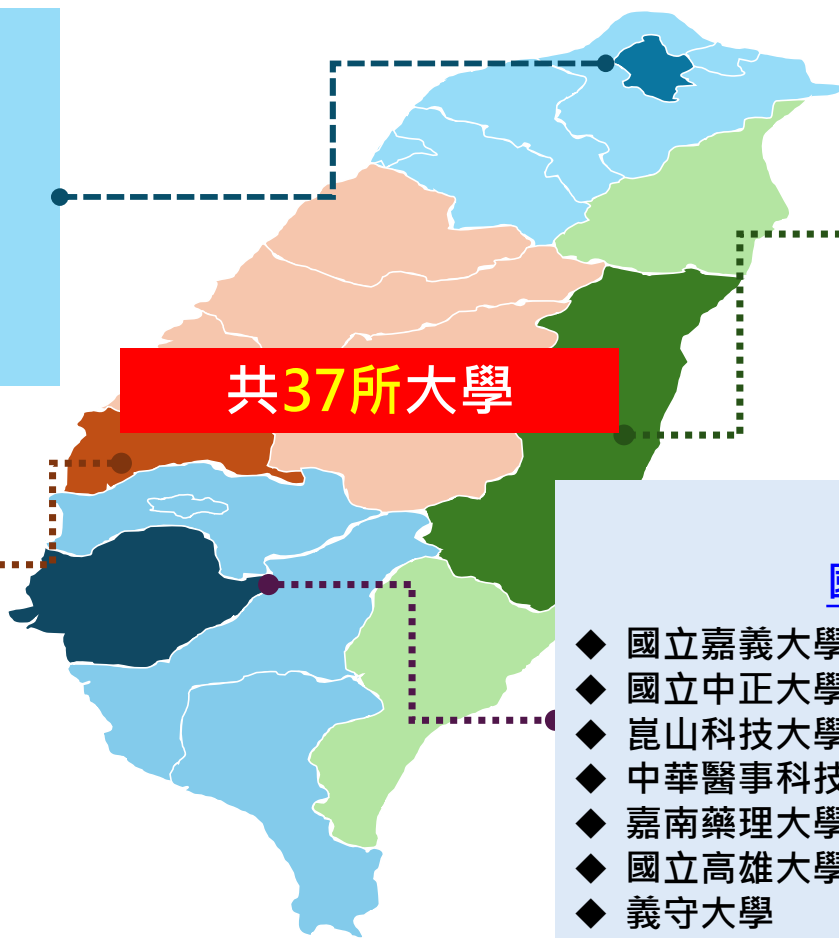 共37所大學
國立嘉義大學
國立中正大學
崑山科技大學
中華醫事科技
嘉南藥理大學
國立高雄大學
義守大學